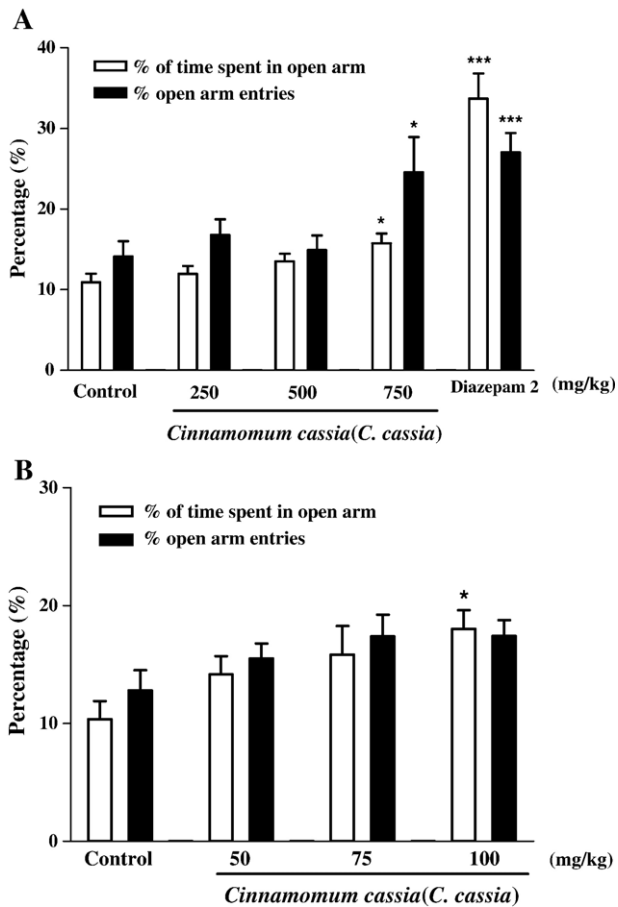 A
40
% of time spent in open arm
% open arm entries
***
***
30
*
20
*
10
0
Percentage (%)
Control 250 500 750 Diazepam 2 (mg/kg)
Cinnamomum cassia(C. cassia)
B
30
% of time spent in open arm
% open arm entries
20
*
10
0
Percentage (%)
Control 50 75 100 (mg/kg)
Cinnamomum cassia(C. cassia)